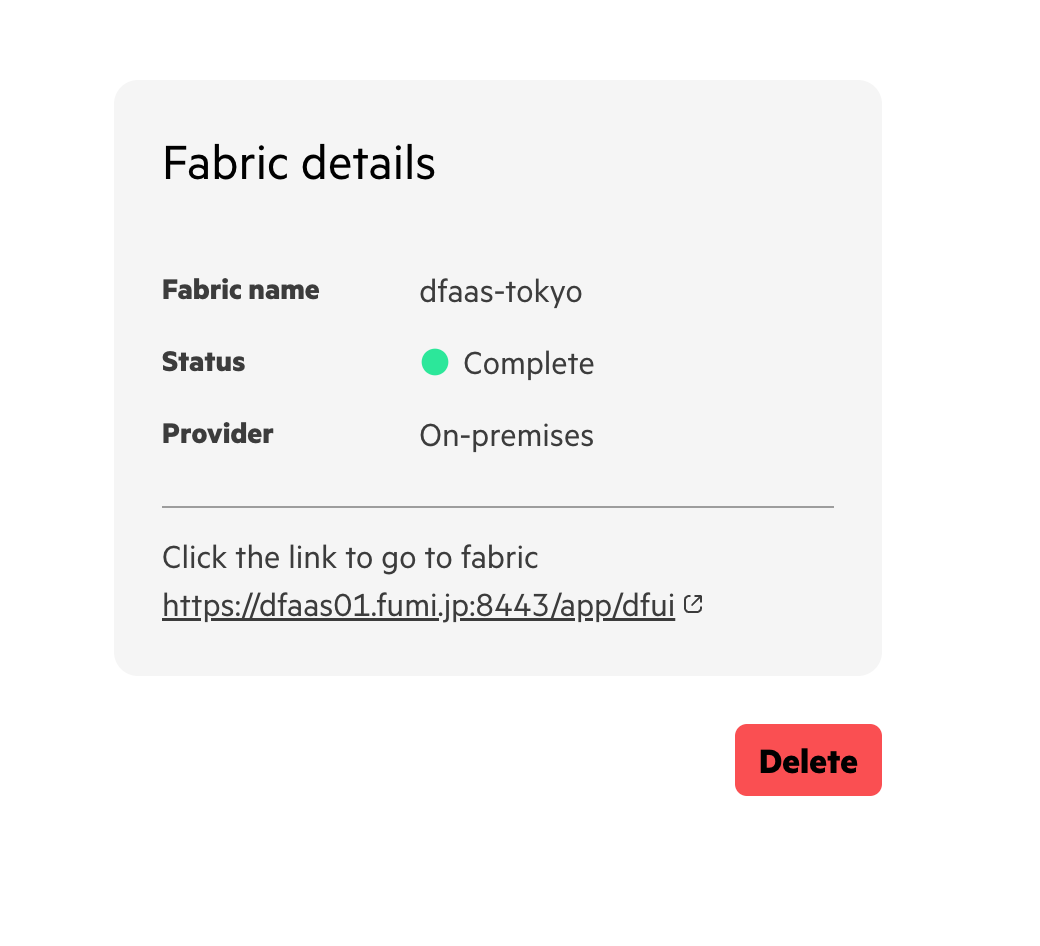 Fabric details
Fabric name dfaas-tokyo
Status Complete
Provider On-premises
Click the link to go to fabric
https://dfaas01.fumi.jp:8443/app/dfui
Delete